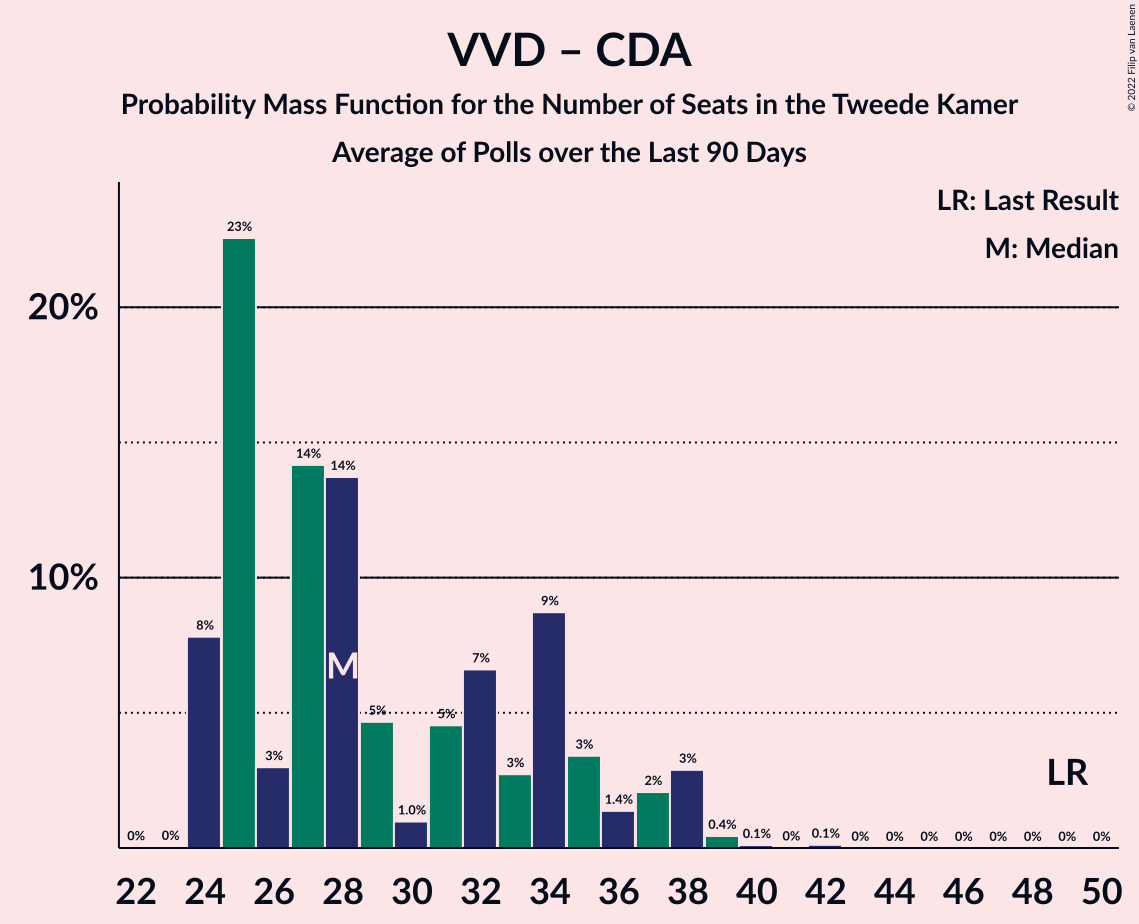 VVD – CDA
Probability Mass Function for the Number of Seats in the Tweede Kamer
Average of Polls over the Last 90 Days
© 2022 Filip van Laenen
LR: Last Result
M: Median
20%
10%
0% 0% 8% 23% 3% 14% 14% 5% 1.0% 5% 7% 3% 9% 3% 1.4% 2% 3% 0.4% 0.1% 0% 0.1% 0% 0% 0% 0% 0% 0% 0% 0%
M
LR
22 24 26 28 30 32 34 36 38 40 42 44 46 48 50